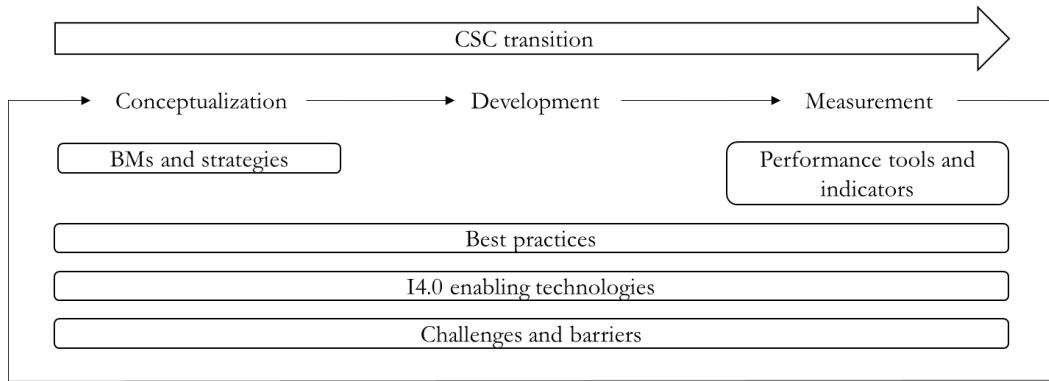 CSC transition
Conceptualization
Development
Measurement
BMs and strategies
Performance tools and
indicators
Best practices
I4.0 enabling technologies
Challenges and barriers